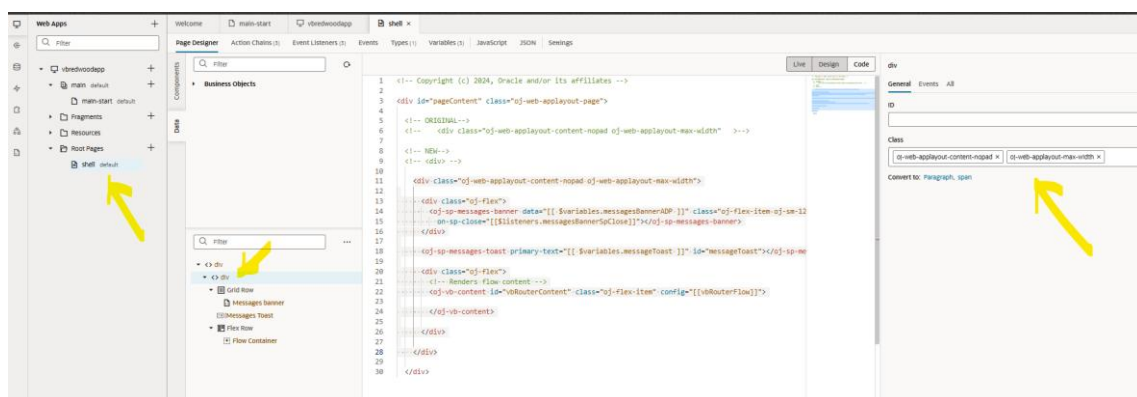 Web Apps
Filter
vbredwoodapp
main default
main-start default
Fragments
Resources
Root Pages
shell default
Welcome main-start vbredwoodapp shell ×
Page Designer Action Chains (3) Event Listeners (3) Events Types (1) Variables (3) JavaScript JSON Settings
Components
Data
Filter
Business Objects
Filter
div
div
Grid Row
Messages banner
Messages Toast
Flex Row
Flow Container
Live Design Code
1 <!-- Copyright (c) 2024, Oracle and/or its affiliates -->
2
3 <div id="pageContent" class="oj-web-applayout-page">
4
5 <!-- ORIGINAL-->
6 <!-- <div class="oj-web-applayout-content-nopad oj-web-applayout-max-width" >-->
7
8 <!-- NEW-->
9 <!-- <div> -->
10
11 <div class="oj-web-applayout-content-nopad oj-web-applayout-max-width">
12
13 <div class="oj-flex">
14 <oj-sp-messages-banner data="[[ $variables.messagesBannerADP ]]" class="oj-flex-item oj-sm-12
15 on-sp-close="[[$listeners.messagesBannerSpClose]]"></oj-sp-messages-banner>
16 </div>
17
18 <oj-sp-messages-toast primary-text="[[ $variables.messageToast ]]" id="messageToast"></oj-sp-me
19
20 <div class="oj-flex">
21 <!-- Renders flow content -->
22 <oj-vb-content id="vbRouterContent" class="oj-flex-item" config="[[vbRouterFlow]]">
23
24 </oj-vb-content>
25
26 </div>
27
28 </div>
29
30 </div>
div
General Events All
ID
Class
oj-web-applayout-content-nopad × oj-web-applayout-max-width ×
Convert to: Paragraph, span